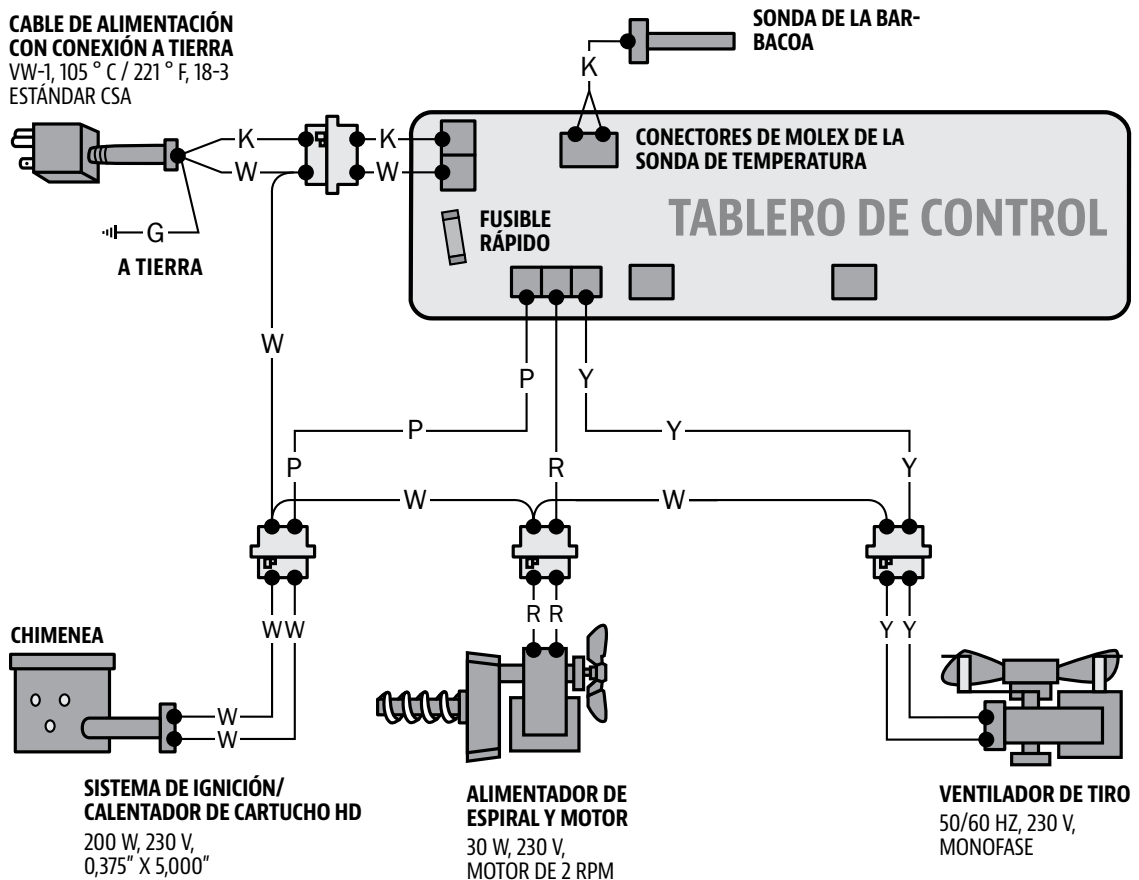 CABLE DE ALIMENTACIÓN
CON CONEXIÓN A TIERRA
VW-1, 105 ° C / 221 ° F, 18-3
ESTÁNDAR CSA
SONDA DE LA BAR-
BACOA
K
K
K
W
W
CONECTORES DE MOLEX DE LA
SONDA DE TEMPERATURA
TABLERO DE CONTROL
FUSIBLE
RÁPIDO
G
A TIERRA
W
P
Y
P
Y
P
R
Y
W
W
R R
W W
Y Y
CHIMENEA
W
W
SISTEMA DE IGNICIÓN/
CALENTADOR DE CARTUCHO HD
200 W, 230 V,
0,375" X 5,000"
ALIMENTADOR DE
ESPIRAL Y MOTOR
30 W, 230 V,
MOTOR DE 2 RPM
VENTILADOR DE TIRO
50/60 HZ, 230 V,
MONOFASE